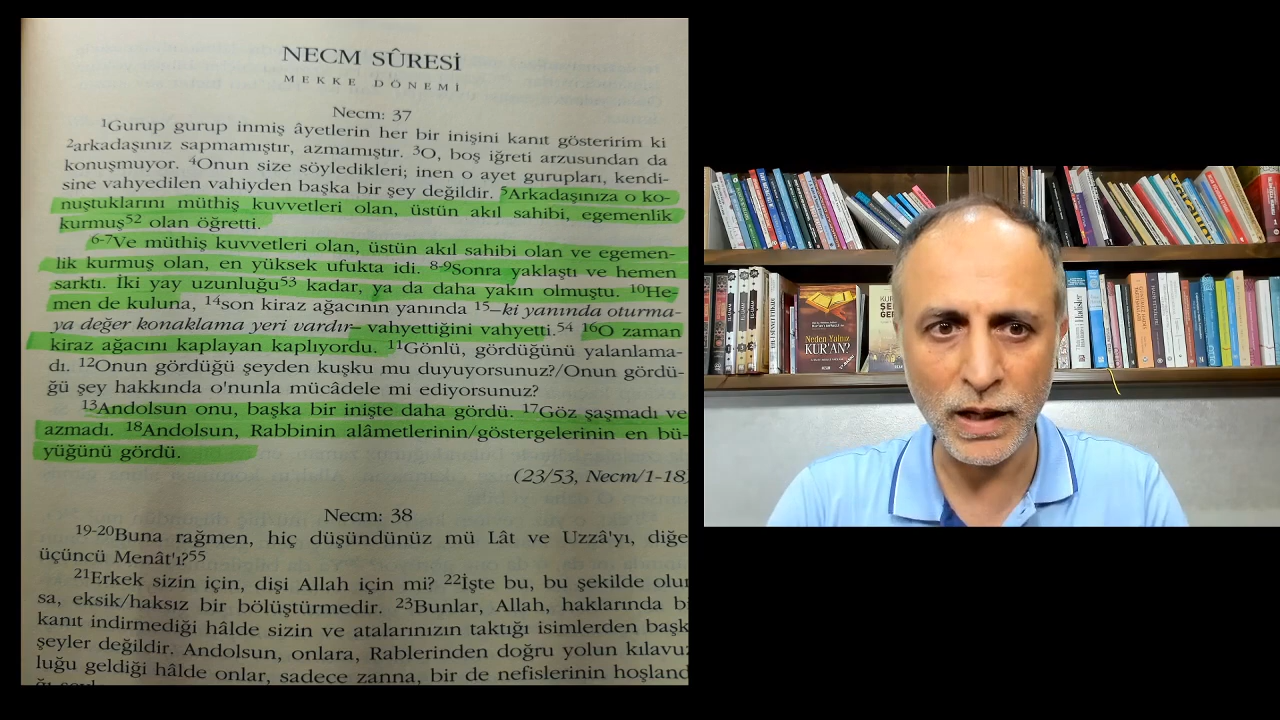 NECM SÛRESİ
MEKKE DÖNEMİ
Necm: 37
¹Gurup gurup inmiş âyetlerin her bir inişini kanıt gösteririm ki
²arkadaşınız sapmamıştır, azmamıştır. ³O, boş iğreti arzusundan da
konuşmuyor. ⁴Onun size söyledikleri; inen o ayet gurupları, kendi-
sine vahyedilen vahiyden başka bir şey değildir. ⁵Arkadaşınıza o ko-
nuştuklarını müthiş kuvvetleri olan, üstün akıl sahibi, egemenlik
kurmuş⁵² olan öğretti.
⁶⁻⁷Ve müthiş kuvvetleri olan, üstün akıl sahibi olan ve egemen-
lik kurmuş olan, en yüksek ufukta idi. ⁸⁻⁹Sonra yaklaştı ve hemen
sarktı. İki yay uzunluğu⁵³ kadar, ya da daha yakın olmuştu. ¹⁰He-
men de kuluna, ¹⁴son kiraz ağacının yanında ¹⁵–ki yanında oturma-
ya değer konaklama yeri vardır– vahyettiğini vahyetti.⁵⁴ ¹⁶O zaman
kiraz ağacını kaplayan kaplıyordu. ¹¹Gönlü, gördüğünü yalanlama-
dı. ¹²Onun gördüğü şeyden kuşku mu duyuyorsunuz?/Onun gördü-
ğü şey hakkında o'nunla mücâdele mi ediyorsunuz?
¹³Andolsun onu, başka bir inişte daha gördü. ¹⁷Göz şaşmadı ve
azmadı. ¹⁸Andolsun, Rabbinin alâmetlerinin/göstergelerinin en bü-
yüğünü gördü.
(23/53, Necm/1-18)
Necm: 38
¹⁹⁻²⁰Buna rağmen, hiç düşündünüz mü Lât ve Uzzâ'yı, diğe
üçüncü Menât'ı?⁵⁵
²¹Erkek sizin için, dişi Allah için mi? ²²İşte bu, bu şekilde olur
sa, eksik/haksız bir bölüştürmedir. ²³Bunlar, Allah, haklarında bi
kanıt indirmediği hâlde sizin ve atalarınızın taktığı isimlerden başk
şeyler değildir. Andolsun, onlara, Rablerinden doğru yolun kılavuz
luğu geldiği hâlde onlar, sadece zanna, bir de nefislerinin hoşland
Neden Yalnız
KUR'AN?